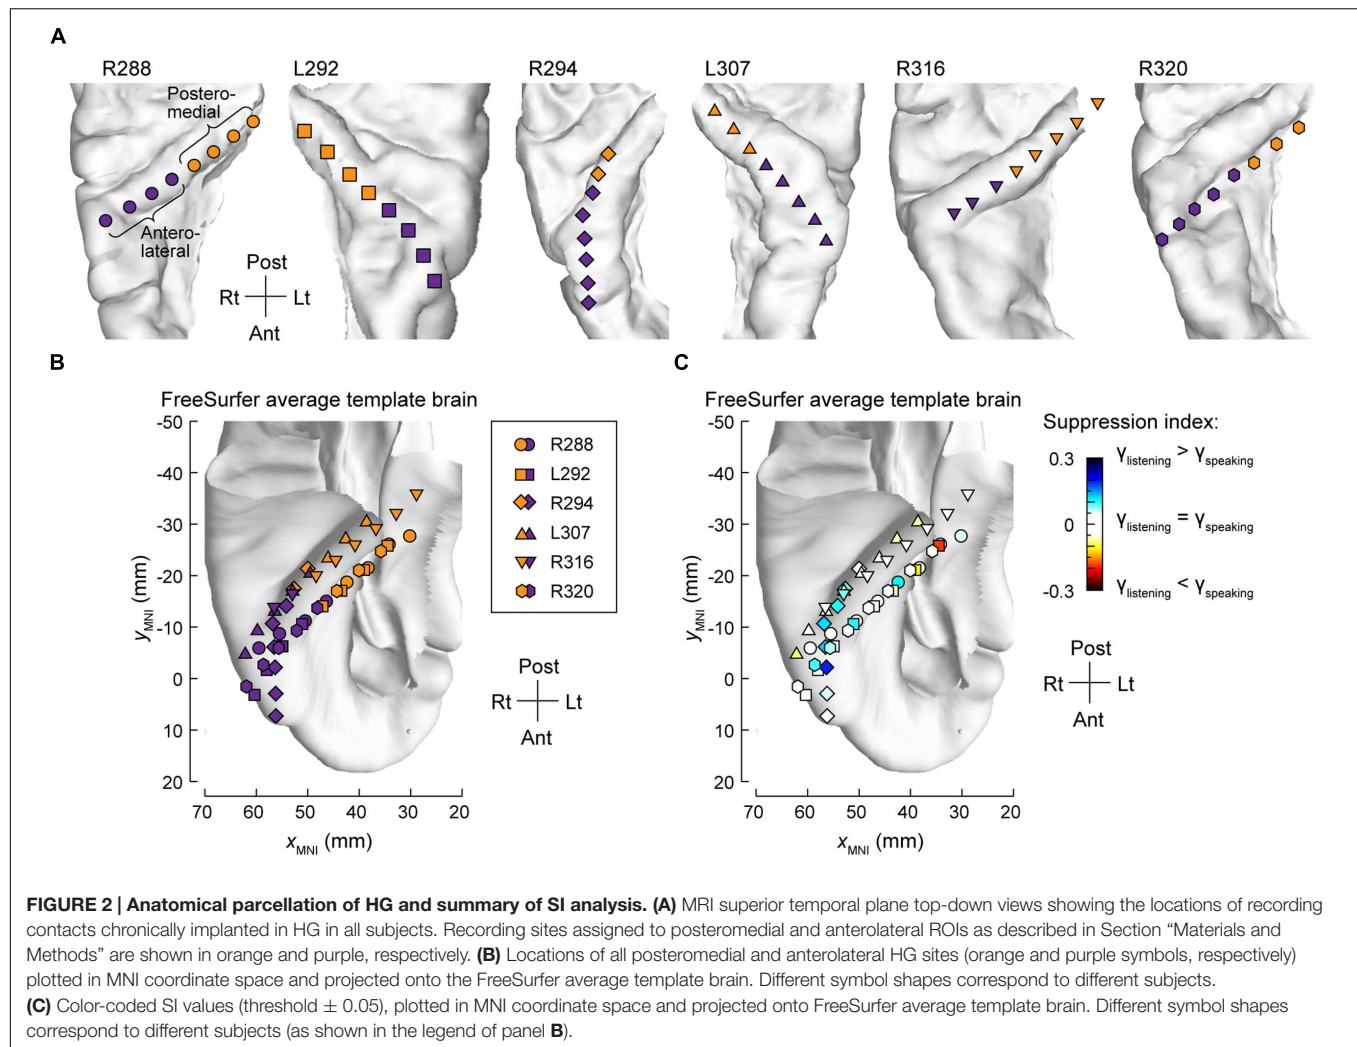 A
R288
L292
R294
L307
R316
R320
Postero-
medial
Antero-
lateral
Post
Rt
Lt
Ant
B
FreeSurfer average template brain
-50
-40
-30
-20
-10
0
10
20
yMNI (mm)
70
60
50
40
30
20
xMNI (mm)
R288
L292
R294
L307
R316
R320
Post
Rt
Lt
Ant
C
FreeSurfer average template brain
-50
-40
-30
-20
-10
0
10
20
yMNI (mm)
70
60
50
40
30
20
xMNI (mm)
Suppression index:
0.3
γlistening > γspeaking
0
γlistening = γspeaking
-0.3
γlistening < γspeaking
Post
Rt
Lt
Ant
FIGURE 2 | Anatomical parcellation of HG and summary of SI analysis. (A) MRI superior temporal plane top-down views showing the locations of recording
contacts chronically implanted in HG in all subjects. Recording sites assigned to posteromedial and anterolateral ROIs as described in Section “Materials and
Methods” are shown in orange and purple, respectively. (B) Locations of all posteromedial and anterolateral HG sites (orange and purple symbols, respectively)
plotted in MNI coordinate space and projected onto the FreeSurfer average template brain. Different symbol shapes correspond to different subjects.
(C) Color-coded SI values (threshold ± 0.05), plotted in MNI coordinate space and projected onto FreeSurfer average template brain. Different symbol shapes
correspond to different subjects (as shown in the legend of panel B).